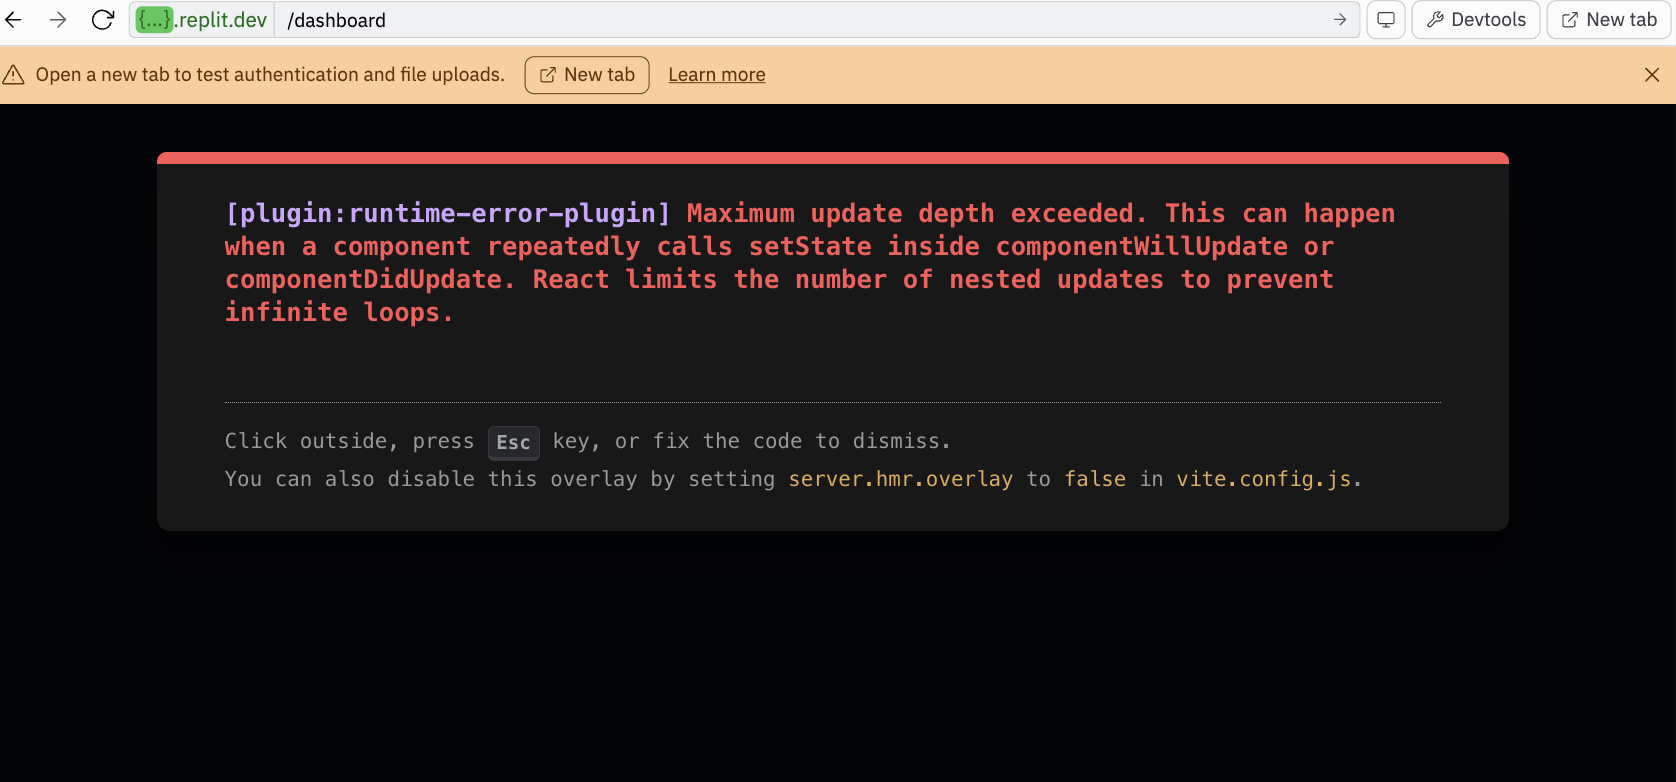 {...}.replit.dev /dashboard Devtools New tab
Open a new tab to test authentication and file uploads. New tab Learn more
[plugin:runtime-error-plugin] Maximum update depth exceeded. This can happen
when a component repeatedly calls setState inside componentWillUpdate or
componentDidUpdate. React limits the number of nested updates to prevent
infinite loops.
Click outside, press Esc key, or fix the code to dismiss.
You can also disable this overlay by setting server.hmr.overlay to false in vite.config.js.